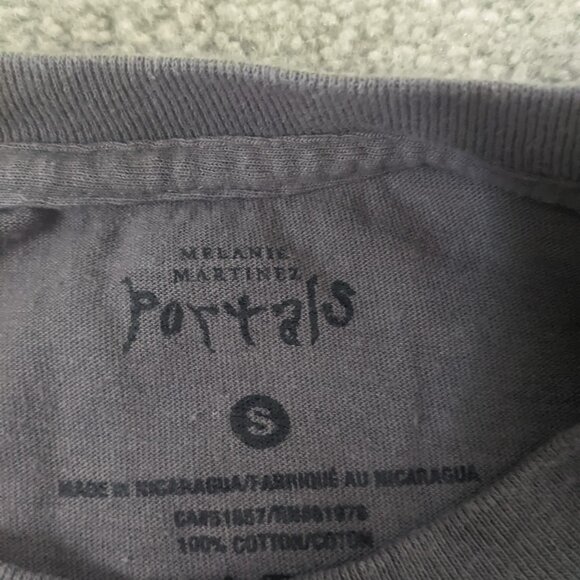 MELANIE
MARTINEZ
PORTALS
S
MADE IN NICARAGUA/FABRIQUÉ AU NICARAGUA
100% COTTON/COTON